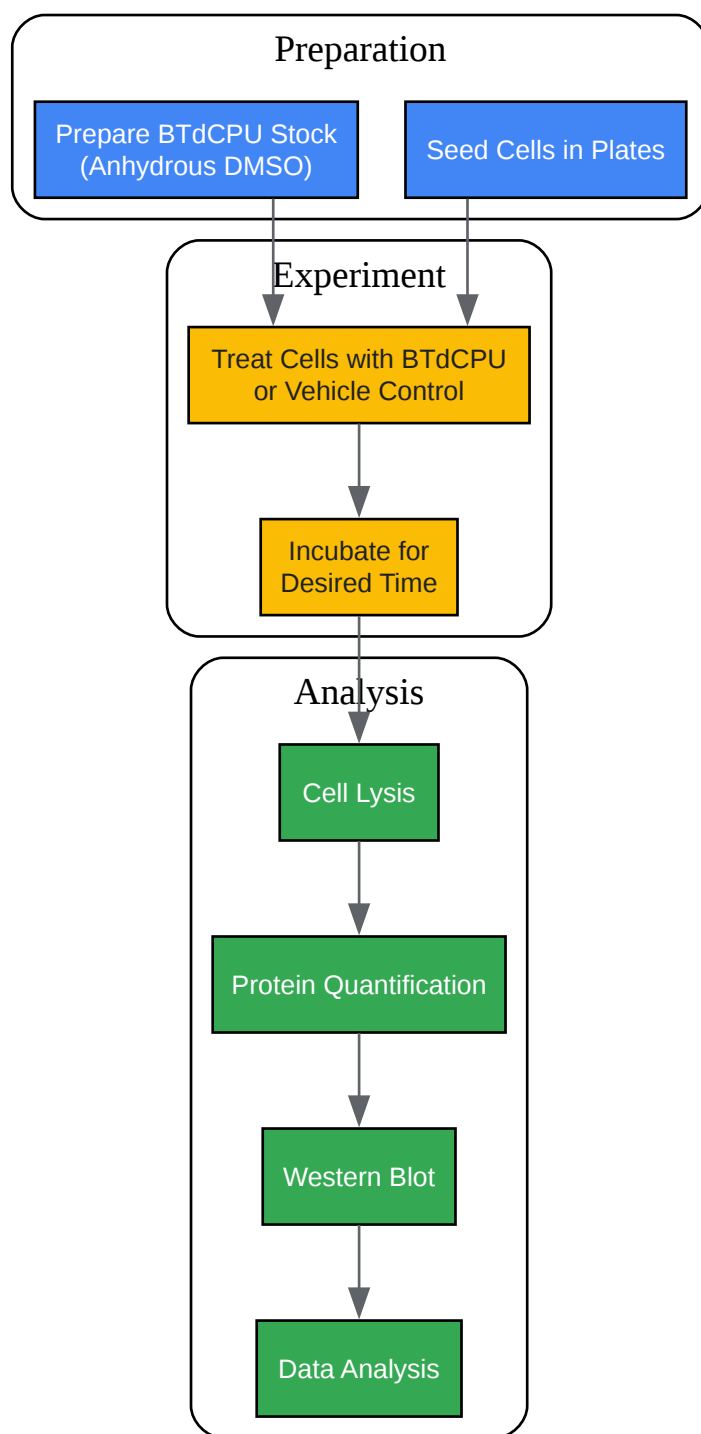 Preparation
Prepare BTdCPU Stock
(Anhydrous DMSO)
Seed Cells in Plates
Experiment
Treat Cells with BTdCPU
or Vehicle Control
Incubate for
Desired Time
Analysis
Cell Lysis
Protein Quantification
Western Blot
Data Analysis